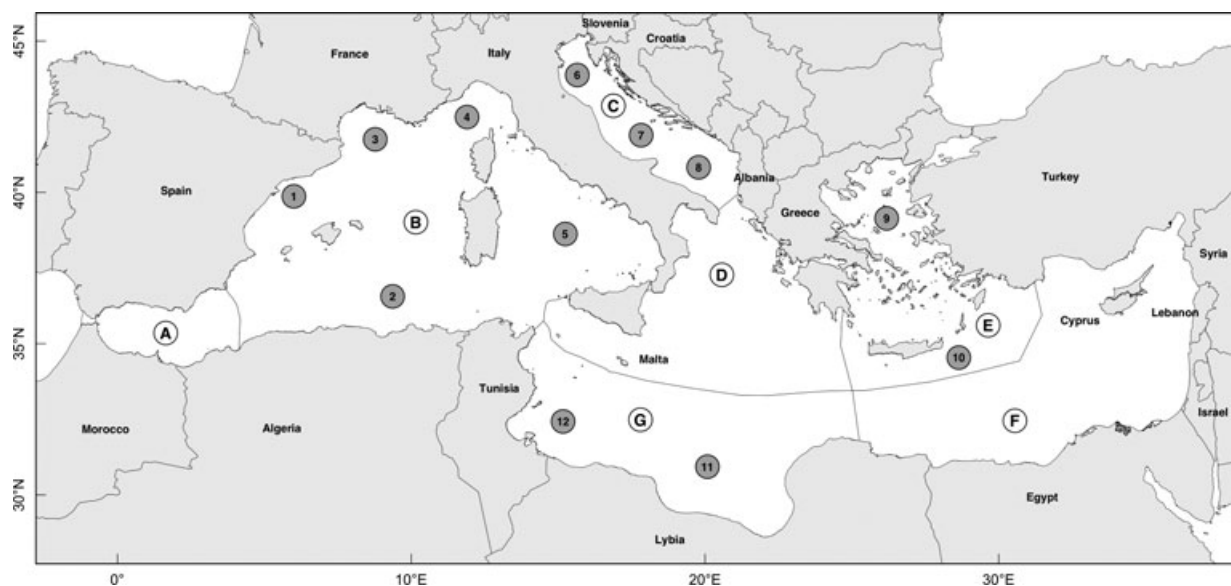 45°N
40°N
35°N
30°N
0°
10°E
20°E
30°E
Slovenia
Croatia
France
Italy
6
C
4
3
7
8
Spain
Albania
Turkey
1
Greece
B
9
5
Syria
D
2
A
E
Cyprus
Lebanon
Malta
10
Tunisia
Israel
12
G
F
Morocco
Algeria
11
Egypt
Lybia